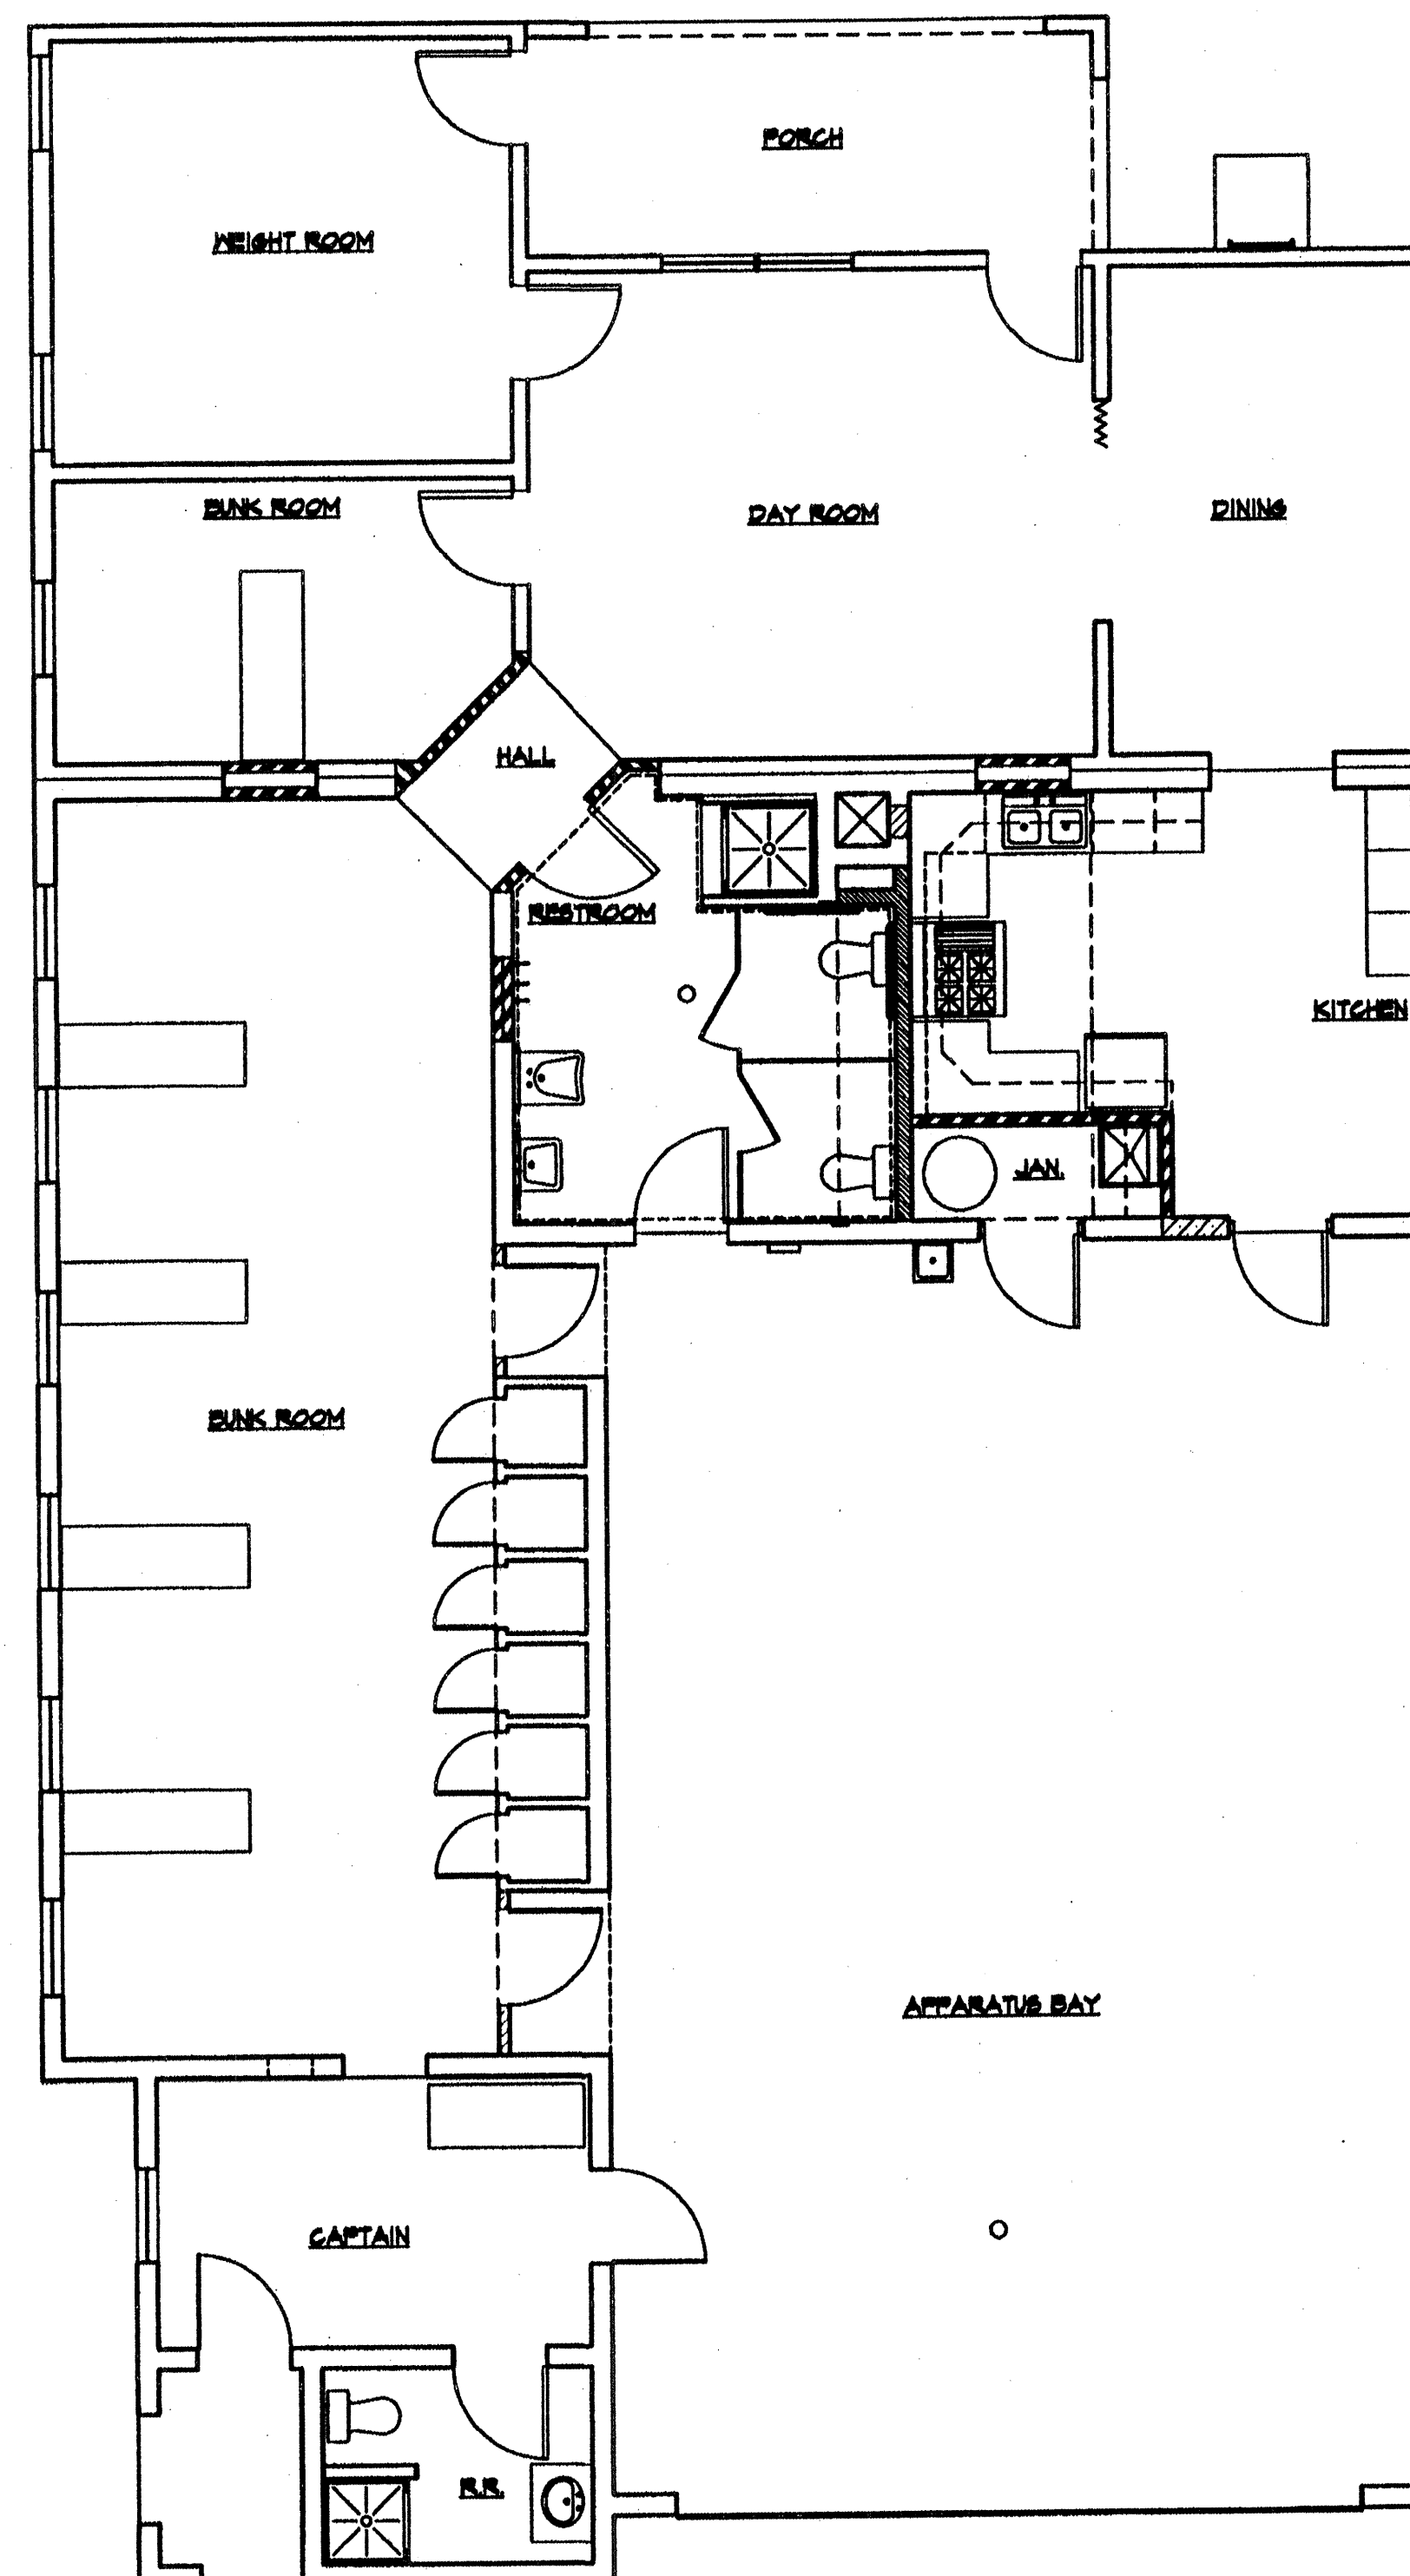 PORCH
WEIGHT ROOM
BUNK ROOM
DAY ROOM
DINING
HALL
RESTROOM
KITCHEN
JAN.
BUNK ROOM
APPARATUS BAY
CAPTAIN
R.R.